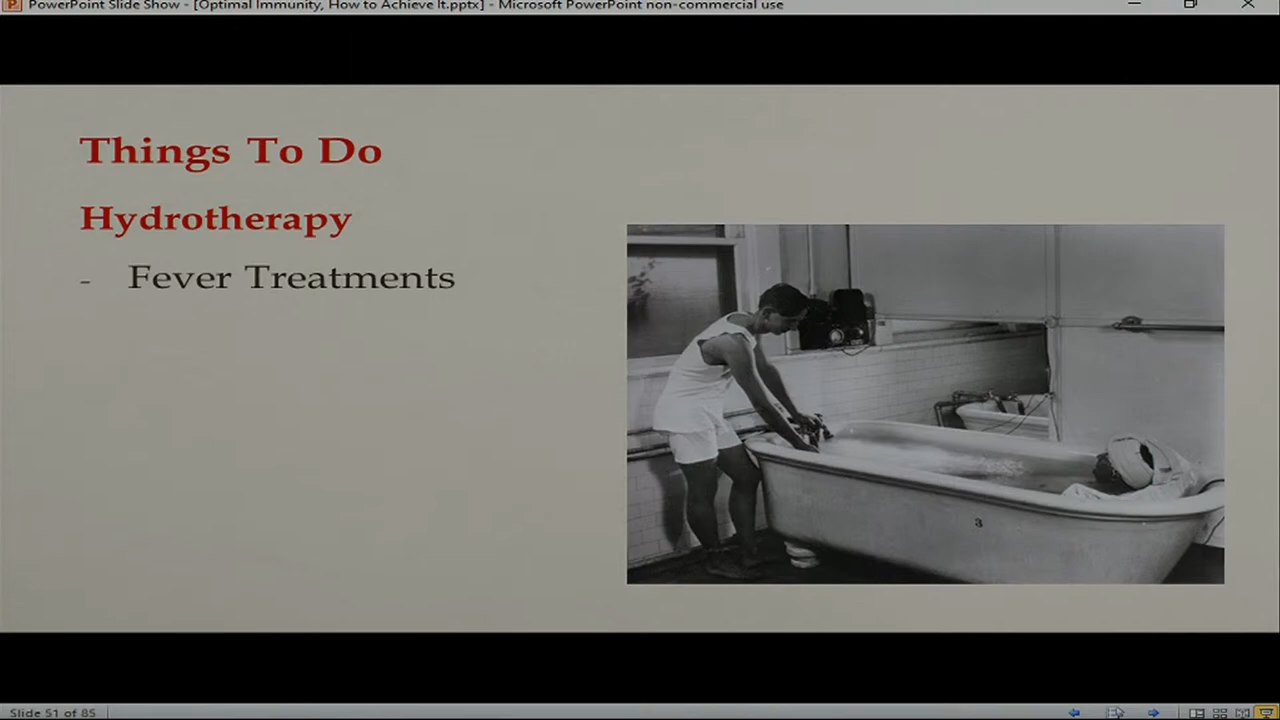 PowerPoint Slide Show - [Optimal Immunity, How to Achieve It.pptx] - Microsoft PowerPoint non-commercial use
Things To Do
Hydrotherapy
- Fever Treatments
3
Slide 51 of 85